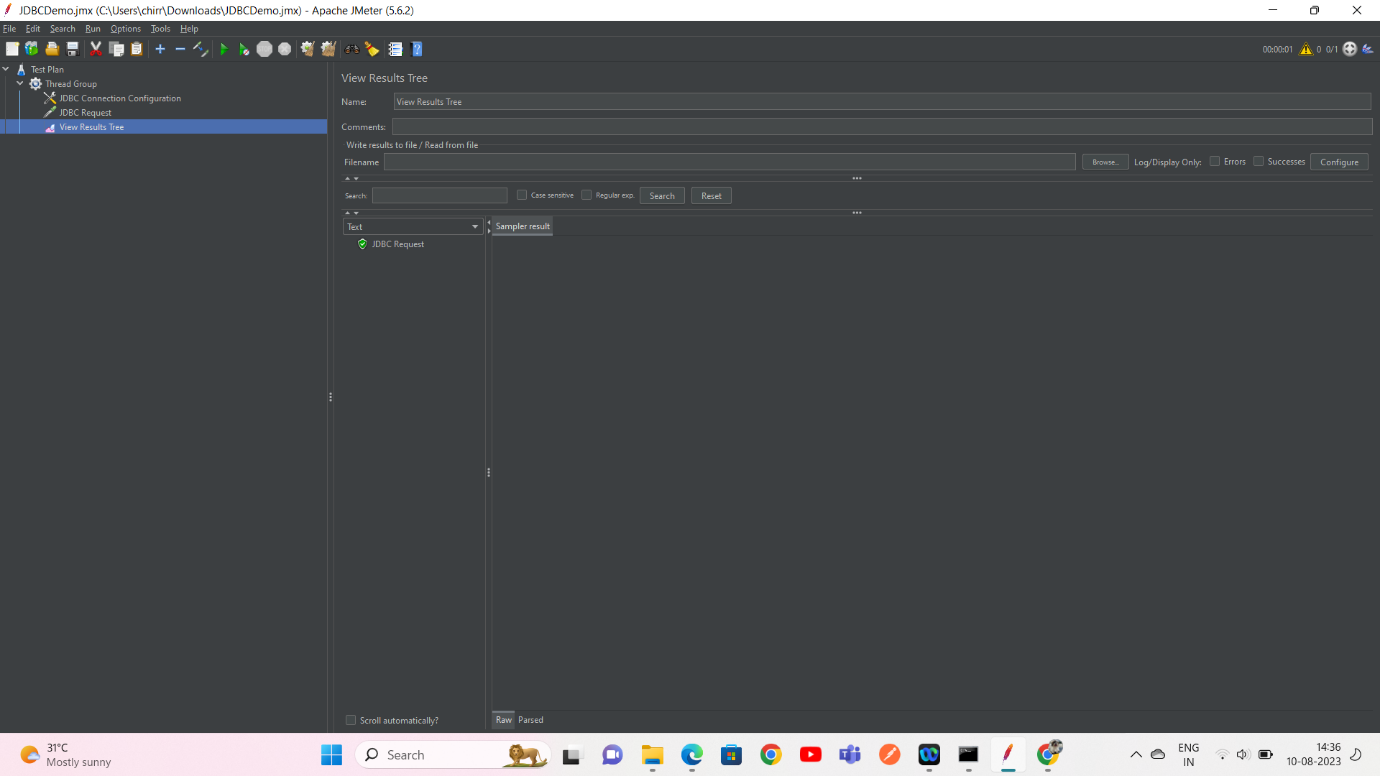 JDBCDemo.jmx (C:\Users\chirr\Downloads\JDBCDemo.jmx) - Apache JMeter (5.6.2)
File Edit Search Run Options Tools Help
00:00:01 0 0/1
Test Plan
Thread Group
JDBC Connection Configuration
JDBC Request
View Results Tree
View Results Tree
Name: View Results Tree
Comments:
Write results to file / Read from file
Filename Browse... Log/Display Only: Errors Successes Configure
Search: Case sensitive Regular exp. Search Reset
Text Sampler result
JDBC Request
Scroll automatically? Raw Parsed
31°C
Mostly sunny
Search
ENG
IN
14:36
10-08-2023